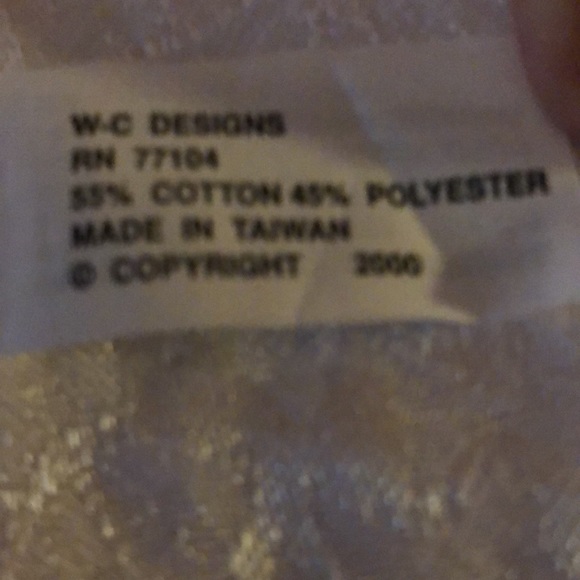 W-C DESIGNS
RN 77104
55% COTTON 45% POLYESTER
MADE IN TAIWAN
© COPYRIGHT 2000